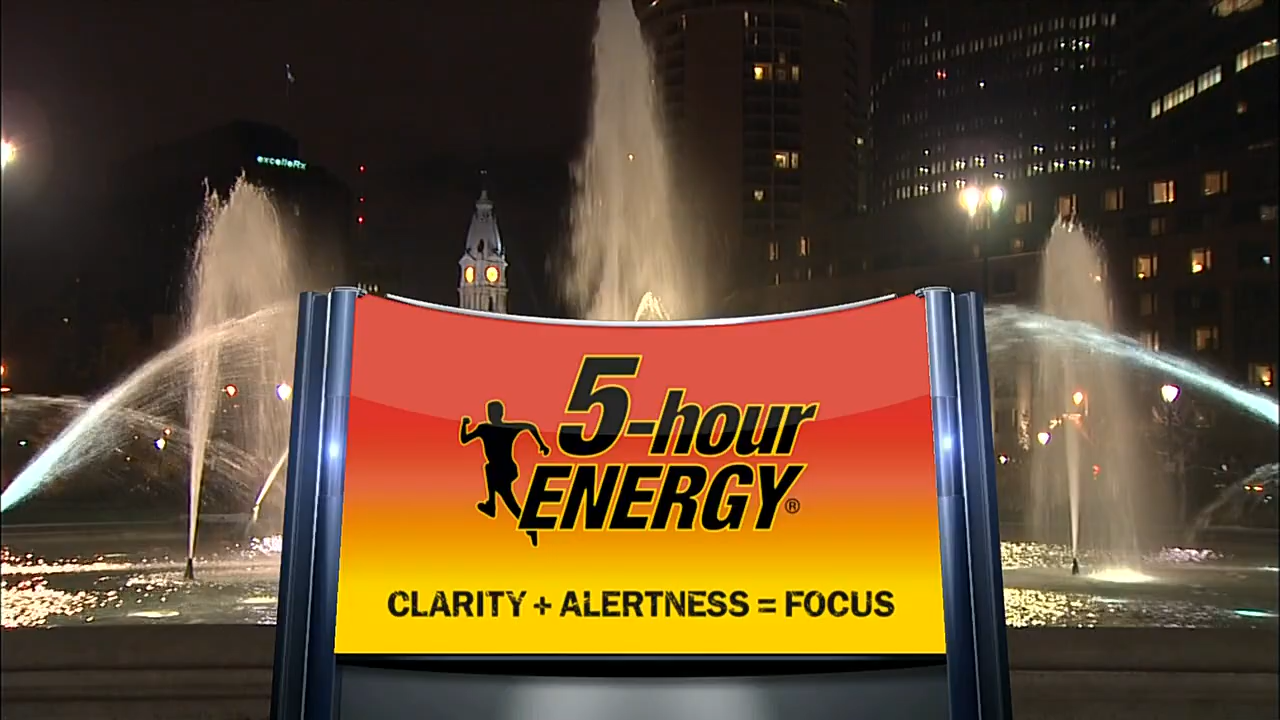 excelleRx
5-hour
ENERGY®
CLARITY + ALERTNESS = FOCUS